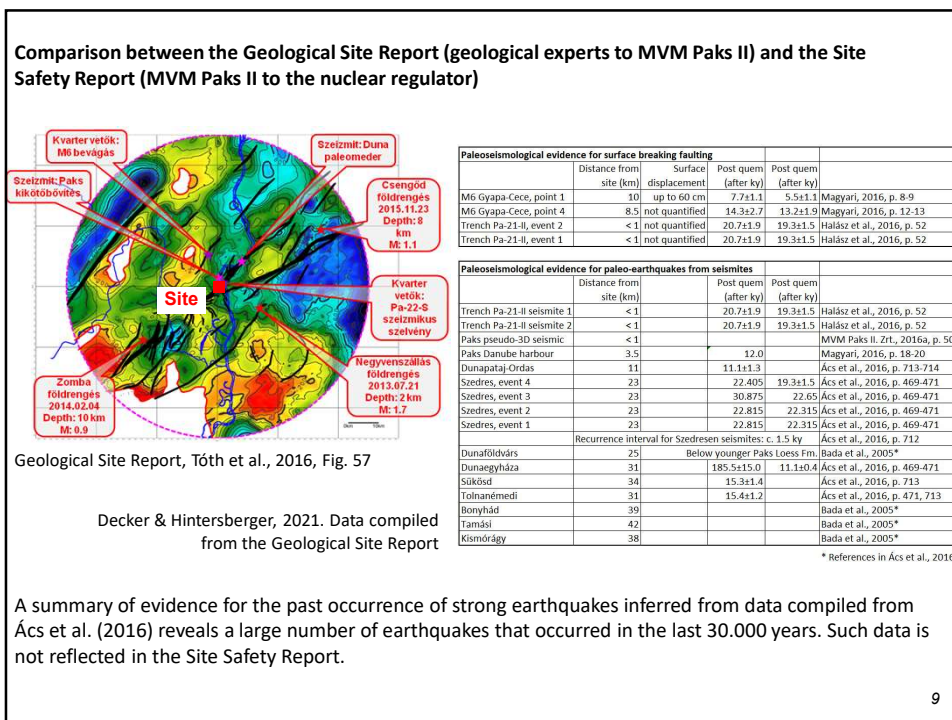 Comparison between the Geological Site Report (geological experts to MVM Paks II) and the Site
Safety Report (MVM Paks II to the nuclear regulator)
Kvarter vetők:
M6 bevágás
Szeizmit: Paks
kikötőbővítés
Szeizmit: Duna
paleomeder
Csengőd
földrengés
2015.11.23
Depth: 8
km
M: 1.1
Site
Kvarter
vetők:
Pa-22-S
szeizmikus
szelvény
Zomba
földrengés
2014.02.04
Depth: 10 km
M: 0.9
Negyvenszállás
földrengés
2013.07.21
Depth: 2 km
M: 1.7
Geological Site Report, Tóth et al., 2016, Fig. 57
Decker & Hintersberger, 2021. Data compiled
from the Geological Site Report
Paleoseismological evidence for surface breaking faulting
Distance from Surface Post quem Post quem
site (km) displacement (after ky) (after ky)
M6 Gyapa-Cece, point 1 10 up to 60 cm 7.7±1.1 5.5±1.1 Magyari, 2016, p. 8-9
M6 Gyapa-Cece, point 4 8.5 not quantified 14.3±2.7 13.2±1.9 Magyari, 2016, p. 12-13
Trench Pa-21-II, event 2 < 1 not quantified 20.7±1.9 19.3±1.5 Halász et al., 2016, p. 52
Trench Pa-21-II, event 1 < 1 not quantified 20.7±1.9 19.3±1.5 Halász et al., 2016, p. 52
Paleoseismological evidence for paleo-earthquakes from seismites
Distance from Post quem Post quem
site (km) (after ky) (after ky)
Trench Pa-21-II seismite 1 < 1 20.7±1.9 19.3±1.5 Halász et al., 2016, p. 52
Trench Pa-21-II seismite 2 < 1 20.7±1.9 19.3±1.5 Halász et al., 2016, p. 52
Paks pseudo-3D seismic < 1 MVM Paks II. Zrt., 2016a, p. 50
Paks Danube harbour 3.5 12.0 Magyari, 2016, p. 18-20
Dunapataj-Ordas 11 11.1±1.3 Ács et al., 2016, p. 713-714
Szedres, event 4 23 22.405 19.3±1.5 Ács et al., 2016, p. 469-471
Szedres, event 3 23 30.875 22.65 Ács et al., 2016, p. 469-471
Szedres, event 2 23 22.815 22.315 Ács et al., 2016, p. 469-471
Szedres, event 1 23 22.815 22.315 Ács et al., 2016, p. 469-471
Recurrence interval for Szedresen seismites: c. 1.5 ky Ács et al., 2016, p. 712
Dunaföldvárs 25 Below younger Paks Loess Fm. Bada et al., 2005*
Dunaegyháza 31 185.5±15.0 11.1±0.4 Ács et al., 2016, p. 469-471
Sükösd 34 15.3±1.4 Ács et al., 2016, p. 713
Tolnanémedi 31 15.4±1.2 Ács et al., 2016, p. 471, 713
Bonyhád 39 Bada et al., 2005*
Tamási 42 Bada et al., 2005*
Kismórágy 38 Bada et al., 2005*
* References in Ács et al., 2016
A summary of evidence for the past occurrence of strong earthquakes inferred from data compiled from
Ács et al. (2016) reveals a large number of earthquakes that occurred in the last 30.000 years. Such data is
not reflected in the Site Safety Report.
9